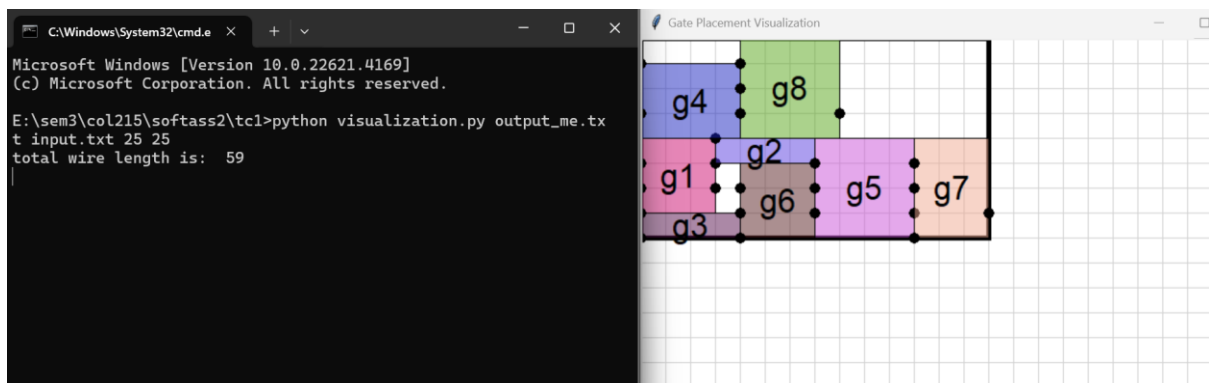 C:\Windows\System32\cmd.e
Microsoft Windows [Version 10.0.22621.4169]
(c) Microsoft Corporation. All rights reserved.
E:\sem3\col215\softass2\tc1>python visualization.py output_me.tx
t input.txt 25 25
total wire length is:  59
Gate Placement Visualization
g4
g8
g2
g1
g6
g5
g7
g3